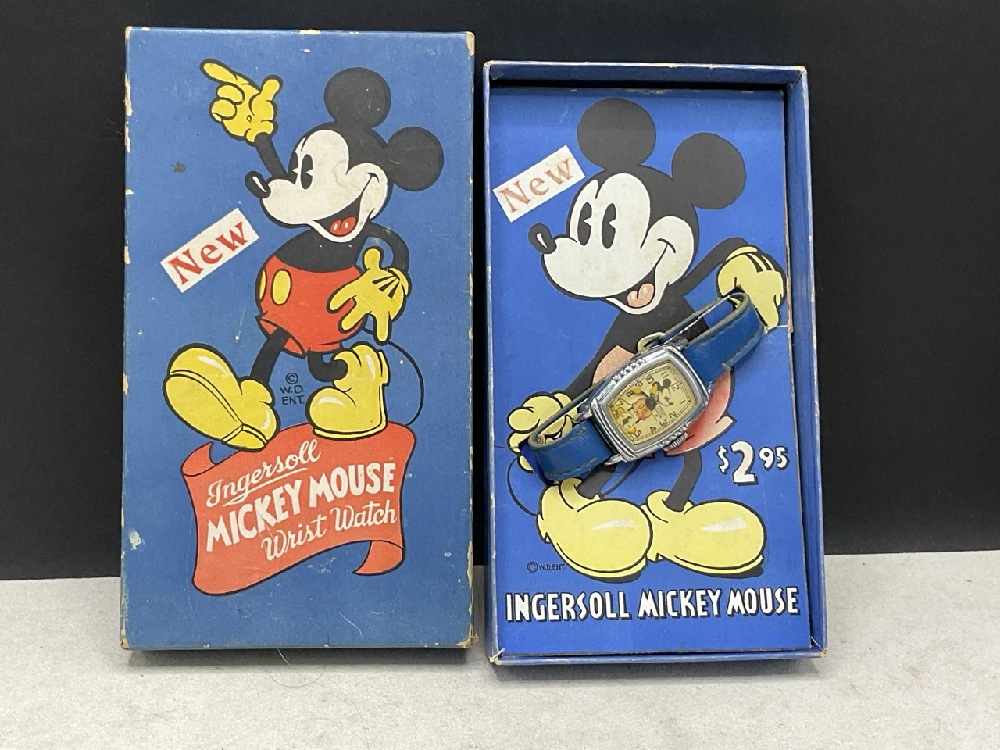 New
©
W.D.
ENT.
Ingersoll
MICKEY MOUSE
Wrist Watch
New
$2.95
©W.D.ENT.
INGERSOLL MICKEY MOUSE